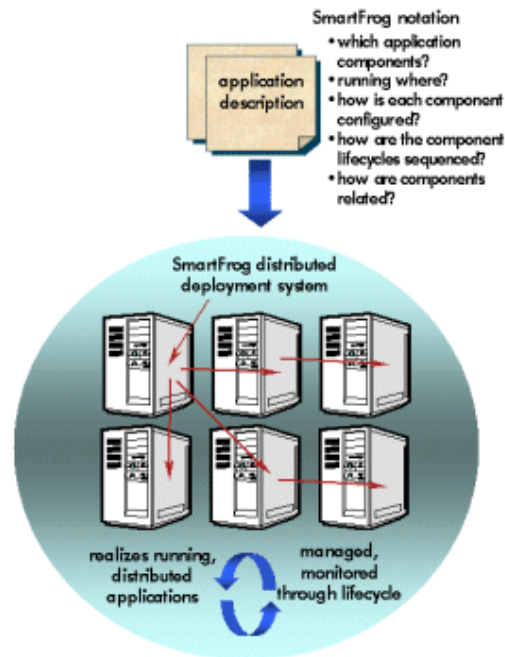 SmartFrog notation
• which application
components?
• running where?
• how is each component
configured?
• how are the component
lifecycles sequenced?
• how are components
related?
application
description
SmartFrog distributed
deployment system
realizes running,
distributed
applications
managed,
monitored
through lifecycle